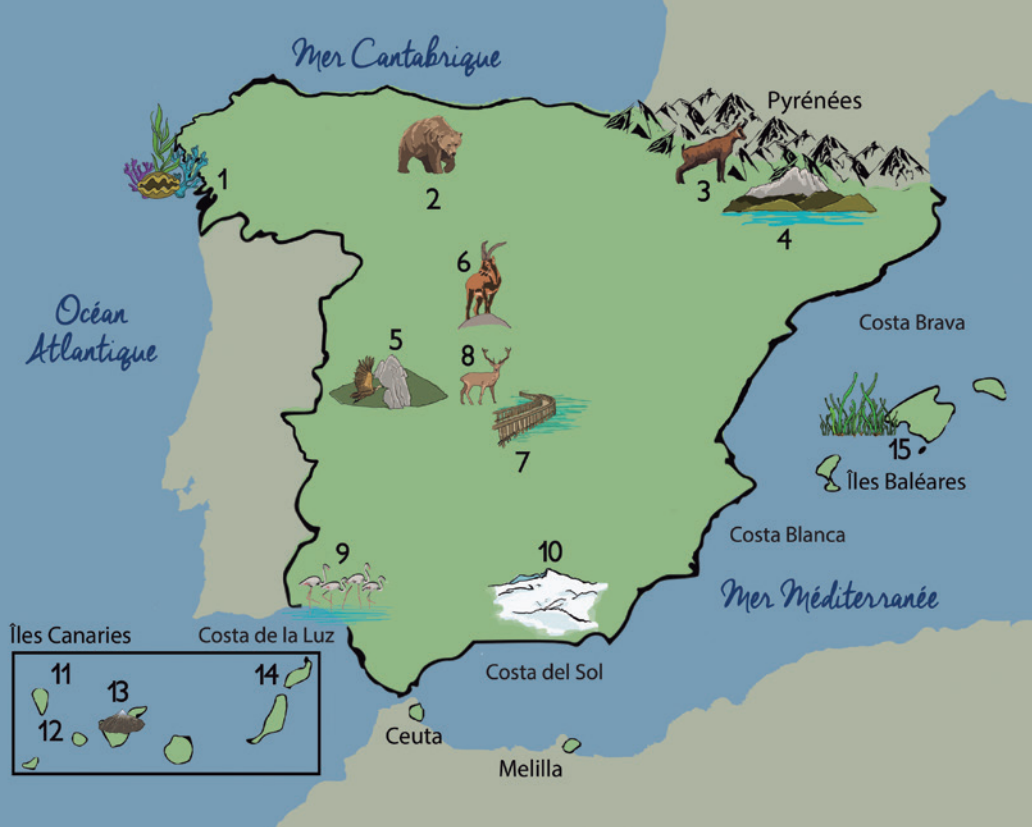 Mer Cantabrique
Pyrénées
1
2
3
4
6
Océan
Atlantique
5
8
Costa Brava
7
15
Îles Baléares
Costa Blanca
9
10
Mer Méditerranée
Îles Canaries
Costa de la Luz
11
14
13
12
Costa del Sol
Ceuta
Melilla